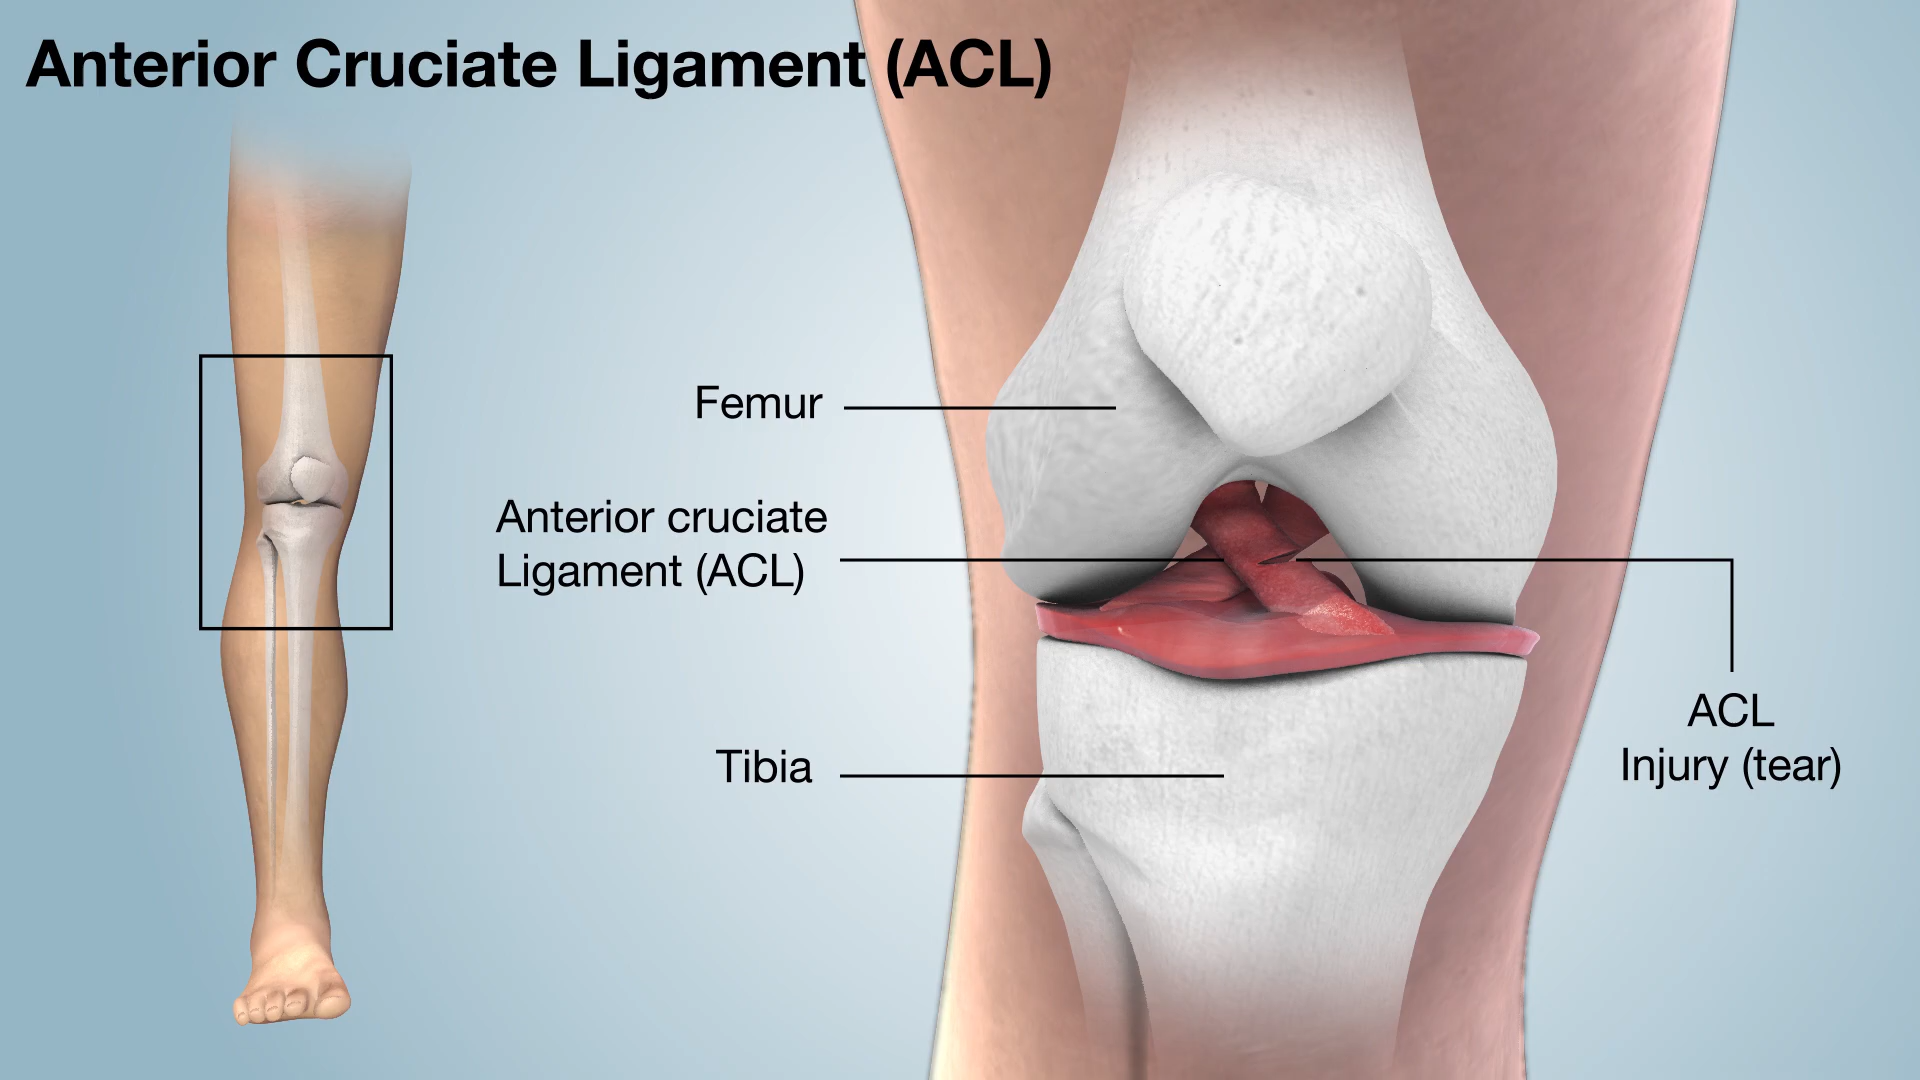 Anterior Cruciate Ligament (ACL)
Femur
Anterior cruciate
Ligament (ACL)
Tibia
ACL
Injury (tear)